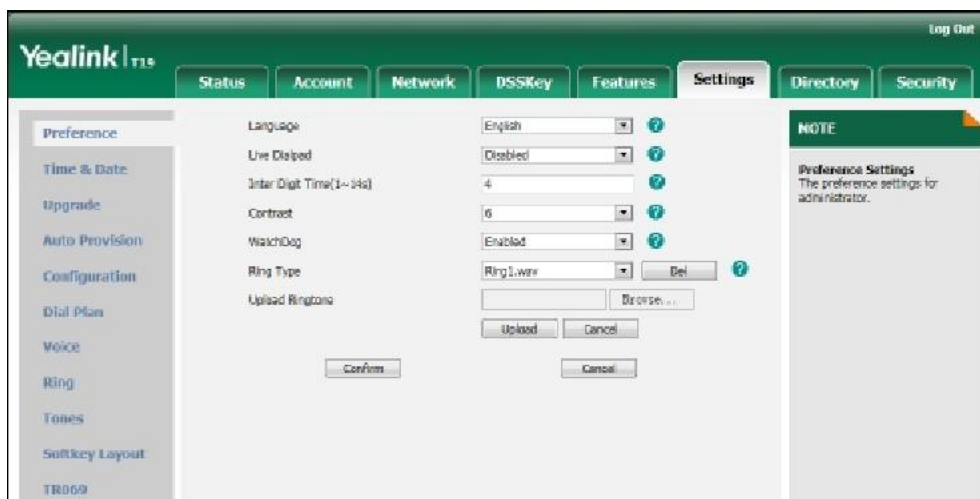 Log Out
Yealink T19
Status Account Network DSSKey Features Settings Directory Security
Preference
Time & Date
Upgrade
Auto Provision
Configuration
Dial Plan
Voice
Ring
Tones
Softkey Layout
TR069
Language English
Live Dialpad Disabled
Inter Digit Time(1~14s) 4
Contrast 6
WatchDog Enabled
Ring Type Ring1.wav Del
Upload Ringtone Browse...
Upload Cancel
Confirm Cancel
NOTE
Preference Settings
The preference settings for
administrator.